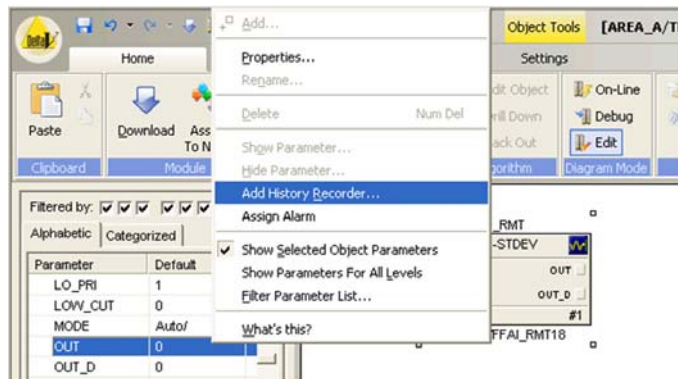 DeltaV
Object Tools
[AREA_A/T
Home
Settings
Paste
Download
Ass
To N
Clipboard
Module
Add...
Properties...
Rename...
Delete Num Del
Show Parameter...
Hide Parameter...
Add History Recorder...
Assign Alarm
Show Selected Object Parameters
Show Parameters For All Levels
Filter Parameter List...
What's this?
dit Object
rill Down
ack Out
gorithm
On-Line
Debug
Edit
Diagram Mode
Filtered by:
Alphabetic Categorized
Parameter Default
LO_PRI 1
LOW_CUT 0
MODE Auto/
OUT 0
OUT_D 0
_RMT
-STDEV
OUT
OUT_D
#1
FFAI_RMT18